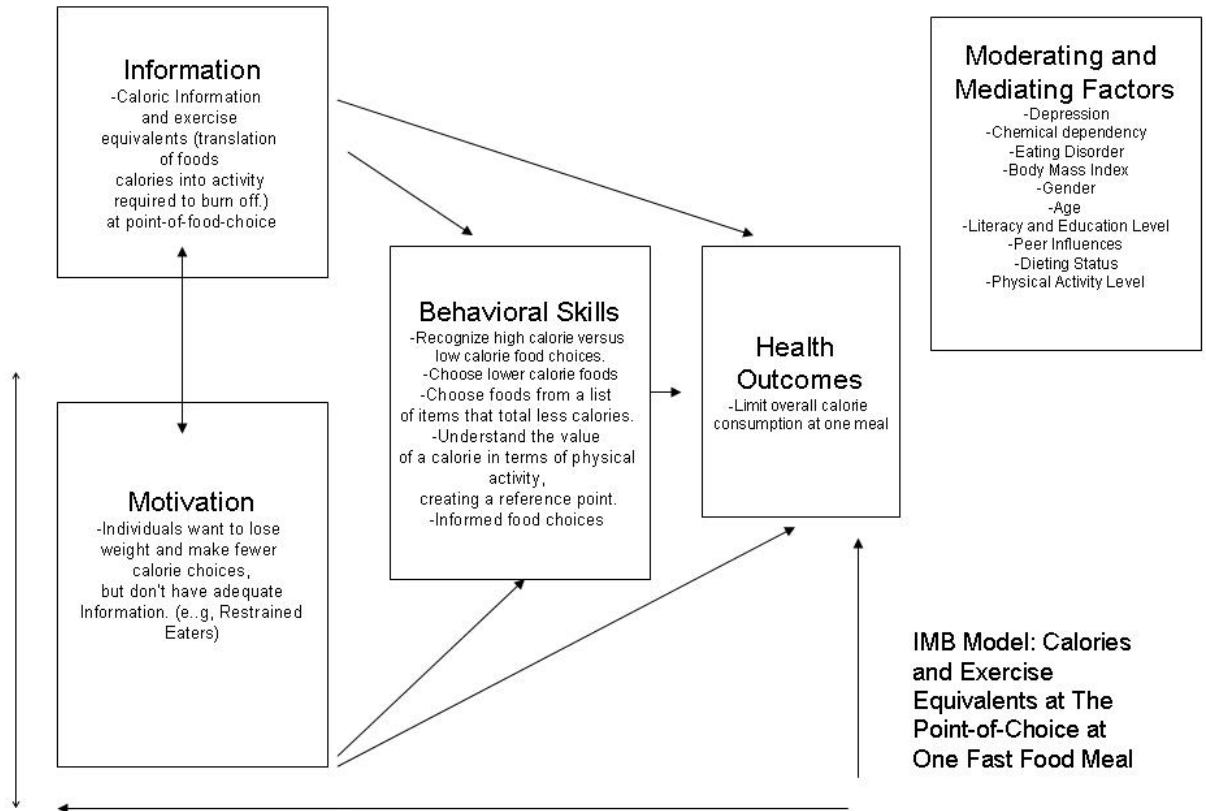 Information
-Caloric Information
and exercise
equivalents (translation
of foods
calories into activity
required to burn off.)
at point-of-food-choice
Motivation
-Individuals want to lose
weight and make fewer
calorie choices,
but don't have adequate
Information. (e..g, Restrained
Eaters)
Behavioral Skills
-Recognize high calorie versus
low calorie food choices.
-Choose lower calorie foods
-Choose foods from a list
of items that total less calories.
-Understand the value
of a calorie in terms of physical
activity,
creating a reference point.
-Informed food choices
Health
Outcomes
-Limit overall calorie
consumption at one meal
Moderating and
Mediating Factors
-Depression
-Chemical dependency
-Eating Disorder
-Body Mass Index
-Gender
-Age
-Literacy and Education Level
-Peer Influences
-Dieting Status
-Physical Activity Level
IMB Model: Calories
and Exercise
Equivalents at The
Point-of-Choice at
One Fast Food Meal